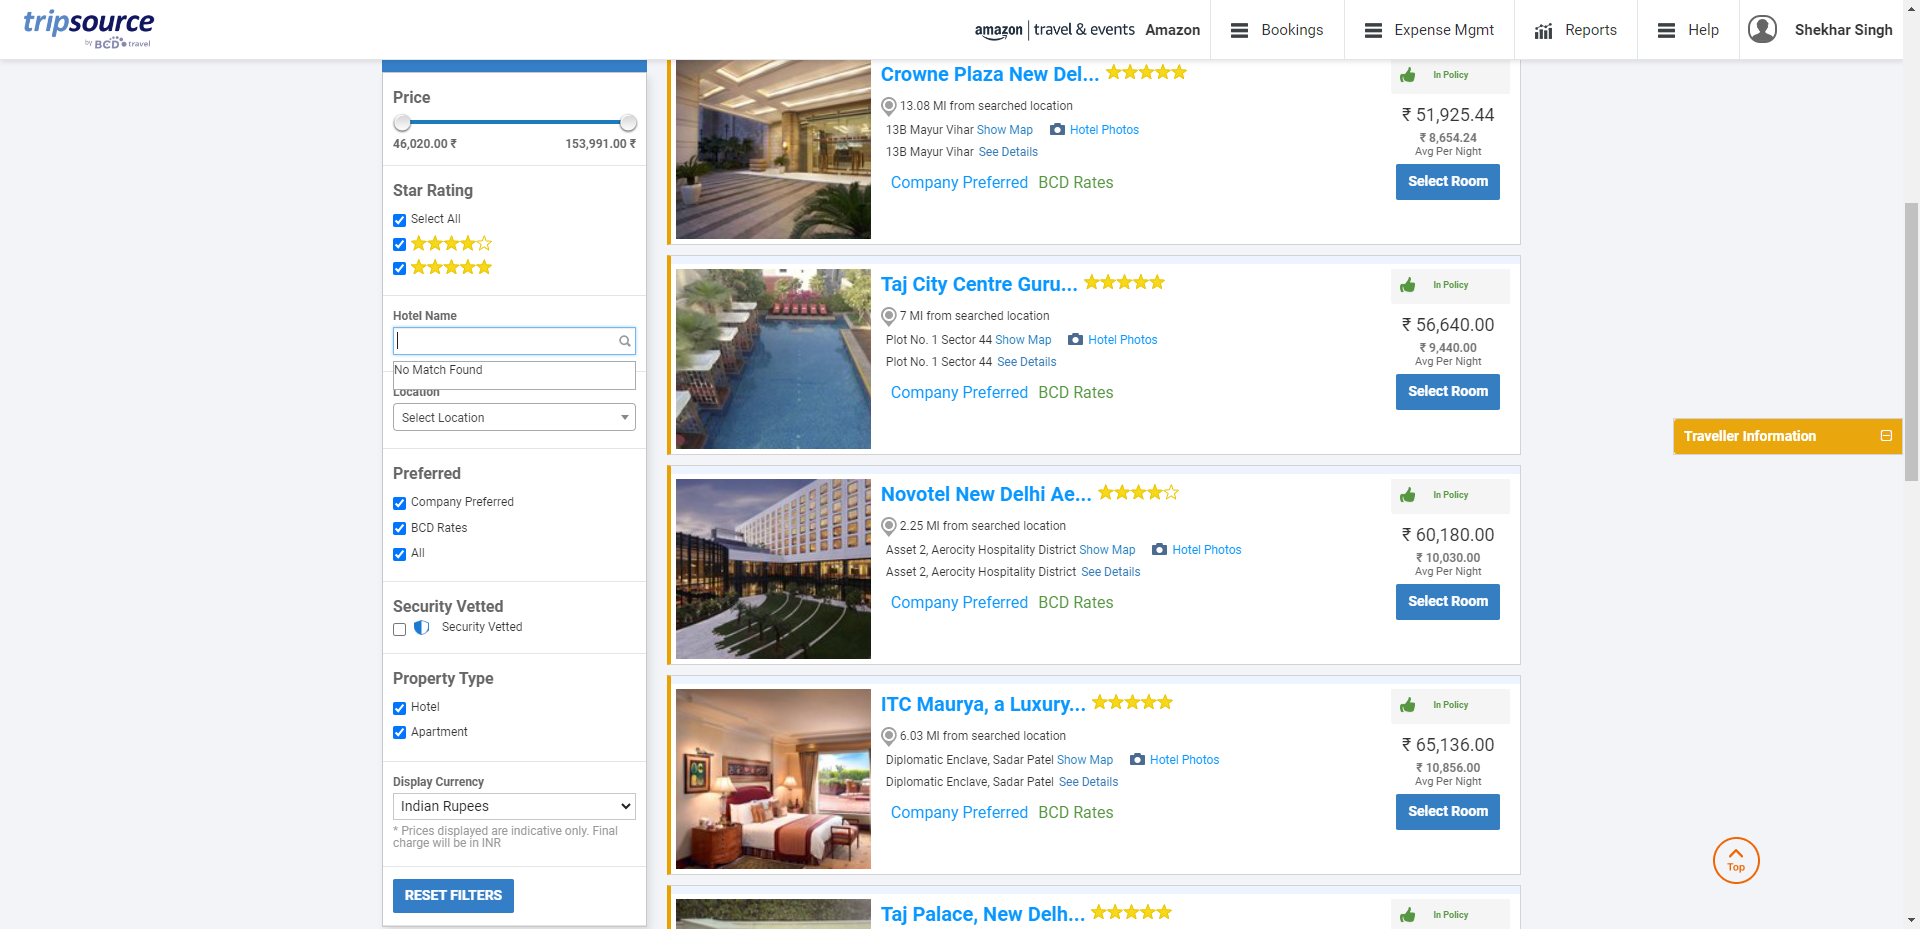 tripsource
by BCD travel
amazon | travel & events Amazon
Bookings
Expense Mgmt
Reports
Help
Shekhar Singh
Price
46,020.00 ₹ 153,991.00 ₹
Star Rating
Select All
Hotel Name
No Match Found
Location
Select Location
Preferred
Company Preferred
BCD Rates
All
Security Vetted
Security Vetted
Property Type
Hotel
Apartment
Display Currency
Indian Rupees
* Prices displayed are indicative only. Final
charge will be in INR
RESET FILTERS
Crowne Plaza New Del...
13.08 MI from searched location
13B Mayur Vihar Show Map Hotel Photos
13B Mayur Vihar See Details
Company Preferred BCD Rates
In Policy
₹ 51,925.44
₹ 8,654.24
Avg Per Night
Select Room
Taj City Centre Guru...
7 MI from searched location
Plot No. 1 Sector 44 Show Map Hotel Photos
Plot No. 1 Sector 44 See Details
Company Preferred BCD Rates
In Policy
₹ 56,640.00
₹ 9,440.00
Avg Per Night
Select Room
Novotel New Delhi Ae...
2.25 MI from searched location
Asset 2, Aerocity Hospitality District Show Map Hotel Photos
Asset 2, Aerocity Hospitality District See Details
Company Preferred BCD Rates
In Policy
₹ 60,180.00
₹ 10,030.00
Avg Per Night
Select Room
ITC Maurya, a Luxury...
6.03 MI from searched location
Diplomatic Enclave, Sadar Patel Show Map Hotel Photos
Diplomatic Enclave, Sadar Patel See Details
Company Preferred BCD Rates
In Policy
₹ 65,136.00
₹ 10,856.00
Avg Per Night
Select Room
Taj Palace, New Delh...
In Policy
Traveller Information
Top